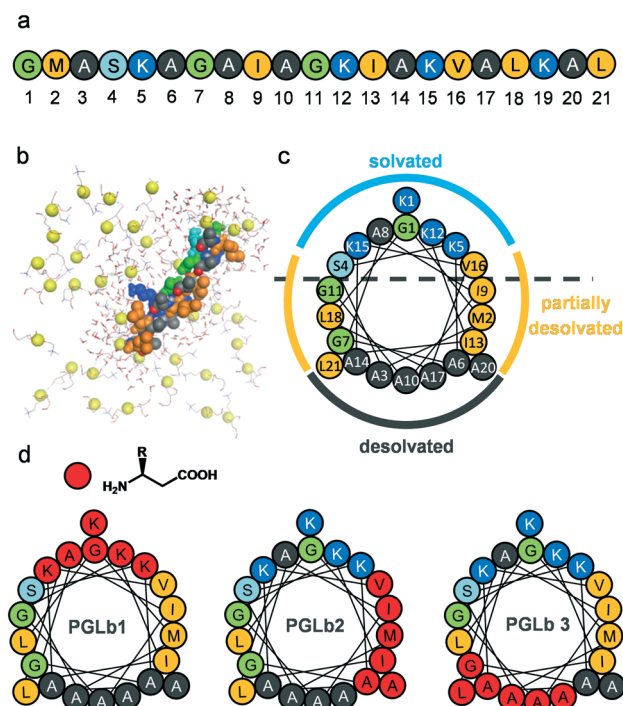 a
G M A S K A G A I A G K I A K V A L K A L
1 2 3 4 5 6 7 8 9 10 11 12 13 14 15 16 17 18 19 20 21
b
c
solvated
K1
K15 A8 G1 K12 K5
S4 V16
G11 I9
L18 M2
G7 I13
L21 A14 A3 A10 A17 A6 A20
partially
desolvated
desolvated
d
R
H₂N COOH
K
K A G K K
S V
G I
L PGLb1 M
G I
L A A A A A A
K
K A G K K
S V
G I
L PGLb2 M
G I
L A A A A A A
K
K A G K K
S V
G I
L PGLb 3 M
G I
L A A A A A A